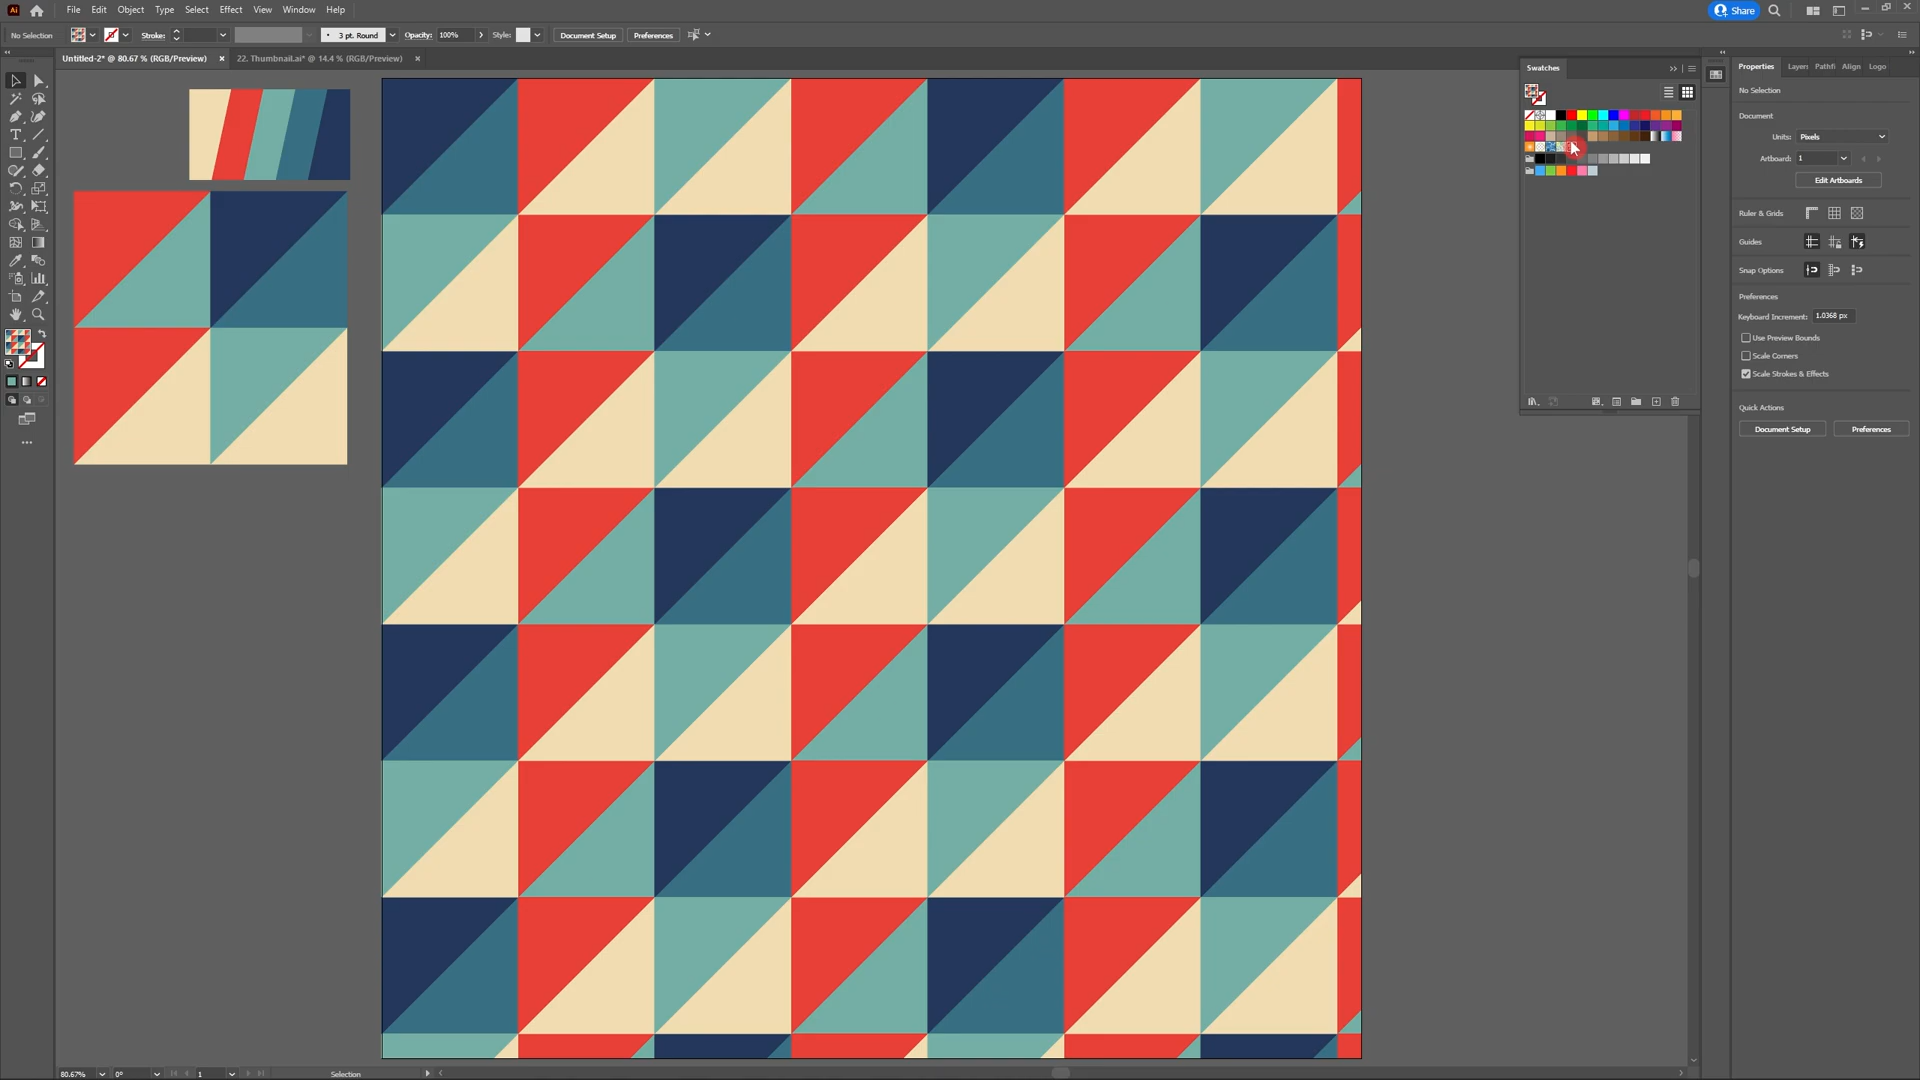 Ai
File Edit Object Type Select Effect View Window Help
Share
No Selection
Stroke:
3 pt. Round
Opacity: 100%
Style:
Document Setup
Preferences
Untitled-2* @ 80.67 % (RGB/Preview) ×
22. Thumbnail.ai* @ 14.4 % (RGB/Preview) ×
Swatches
Properties Layers Pathfi Align Logo
No Selection
Document
Units: Pixels
Artboard: 1
Edit Artboards
Ruler & Grids
Guides
Snap Options
Preferences
Keyboard Increment: 1.0368 px
Use Preview Bounds
Scale Corners
Scale Strokes & Effects
Quick Actions
Document Setup
Preferences
80.67% 0° 1 Selection